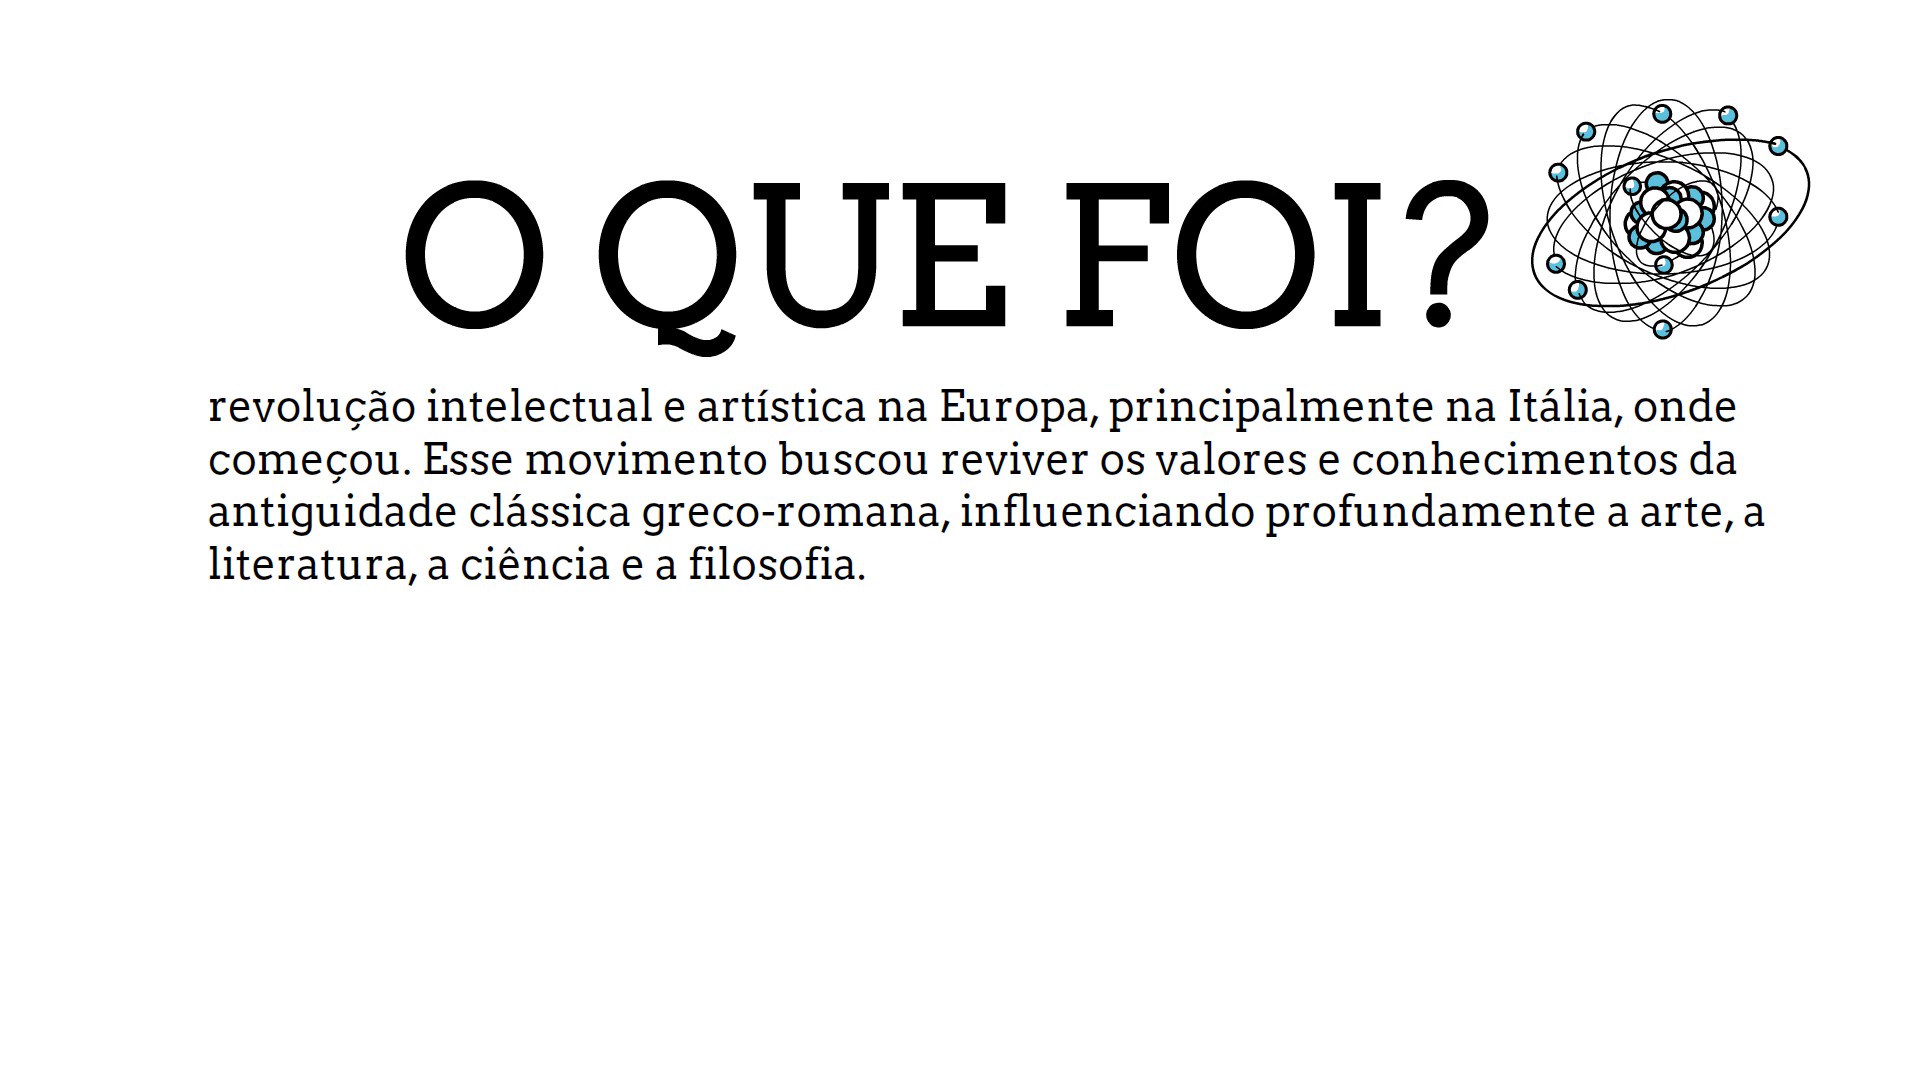 O QUE FOI?
revolução intelectual e artística na Europa, principalmente na Itália, onde
começou. Esse movimento buscou reviver os valores e conhecimentos da
antiguidade clássica greco-romana, influenciando profundamente a arte, a
literatura, a ciência e a filosofia.